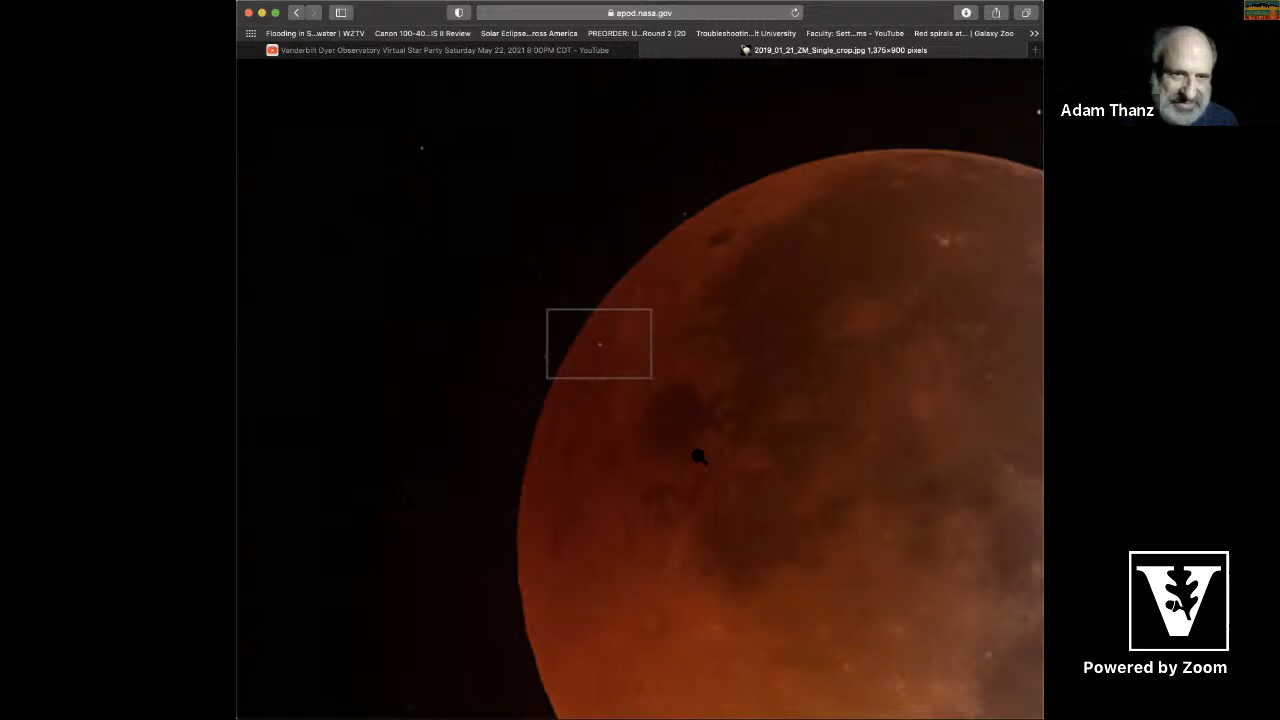 apod.nasa.gov
Flooding in S...water | WZTV
Canon 100-40...IS II Review
Solar Eclipse...ross America
PREORDER: U...Round 2 (20
Troubleshootin...lt University
Faculty: Sett...ms - YouTube
Red spirals at... | Galaxy Zoo
Vanderbilt Dyer Observatory Virtual Star Party Saturday May 22, 2021 8:00PM CDT - YouTube
2019_01_21_ZM_Single_crop.jpg 1,375×900 pixels
Adam Thanz
V
Powered by Zoom